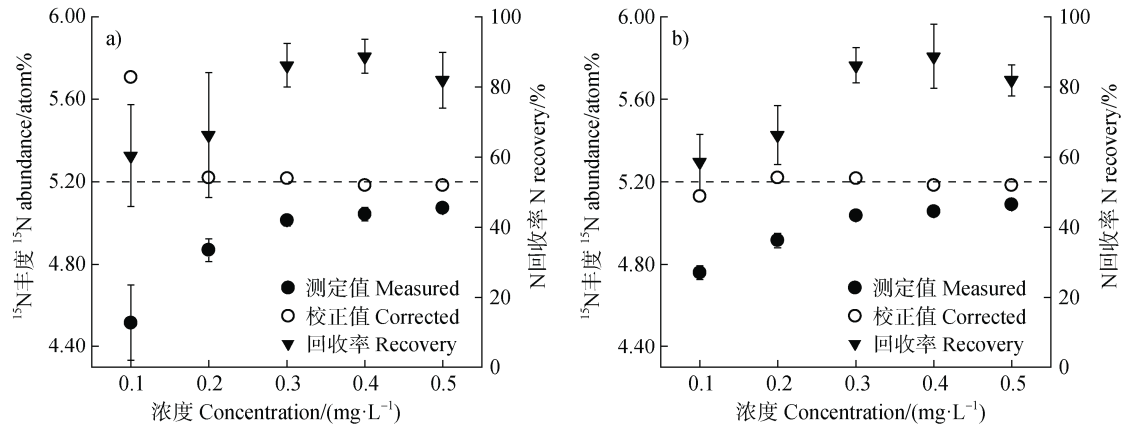 a)
¹⁵N丰度 ¹⁵N abundance/atom%
6.00
5.60
5.20
4.80
4.40
100
80
60
40
20
0
N回收率 N recovery/%
测定值 Measured
校正值 Corrected
回收率 Recovery
0.1 0.2 0.3 0.4 0.5
浓度 Concentration/(mg·L⁻¹)
b)
¹⁵N丰度 ¹⁵N abundance/atom%
6.00
5.60
5.20
4.80
4.40
100
80
60
40
20
0
N回收率 N recovery/%
测定值 Measured
校正值 Corrected
回收率 Recovery
0.1 0.2 0.3 0.4 0.5
浓度 Concentration/(mg·L⁻¹)